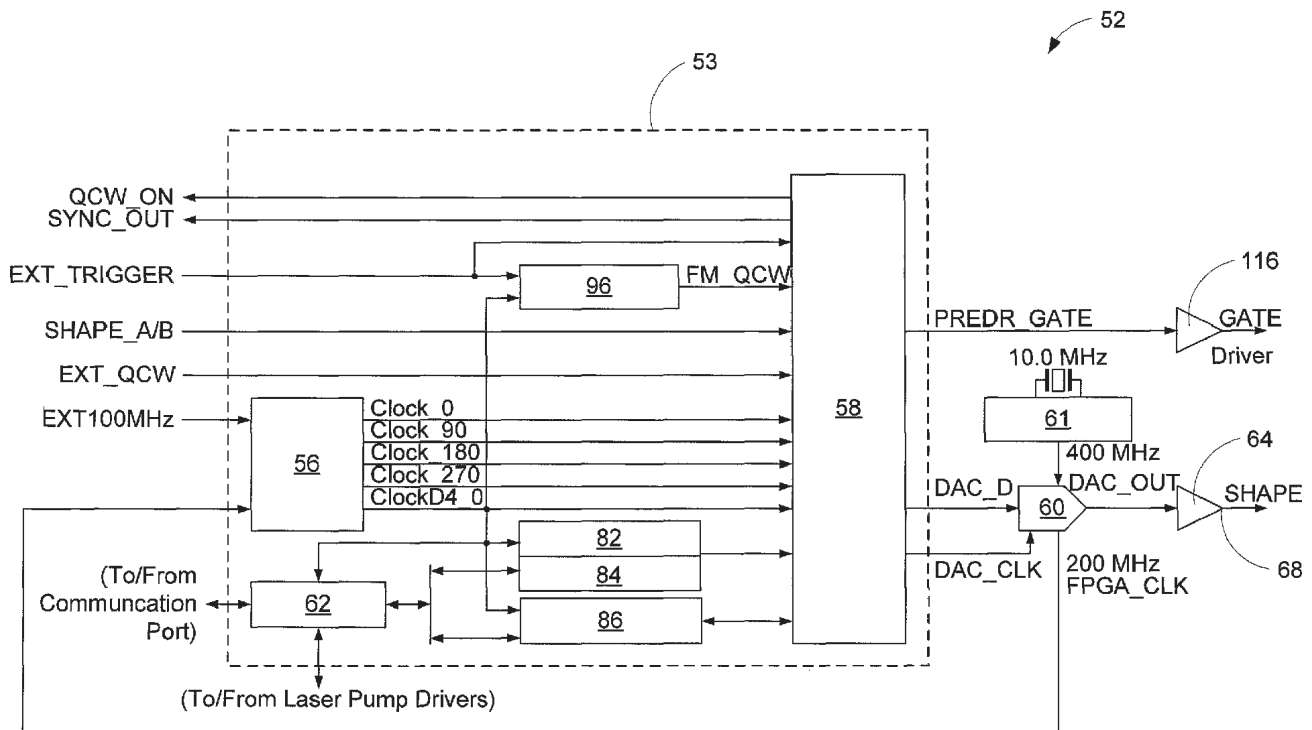 52
53
QCW_ON
SYNC_OUT
EXT_TRIGGER
96
FM_QCW
116
SHAPE_A/B
PREDR_GATE
GATE
Driver
10.0 MHz
EXT_QCW
EXT100MHz
Clock_0
58
61
Clock_90
64
56
Clock_180
400 MHz
Clock_270
DAC_D
DAC_OUT
SHAPE
ClockD4_0
60
82
DAC_CLK
200 MHz
68
(To/From
84
FPGA_CLK
Communcation
62
Port)
86
(To/From Laser Pump Drivers)